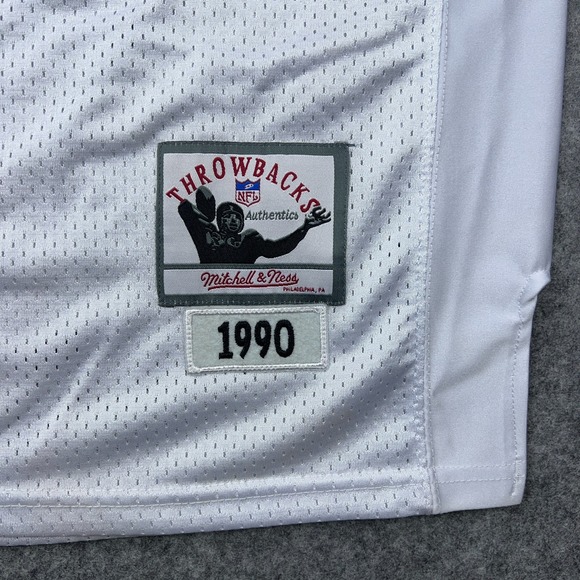 THROWBACKS
NFL
Authentics
Mitchell & Ness
PHILADELPHIA, PA
1990